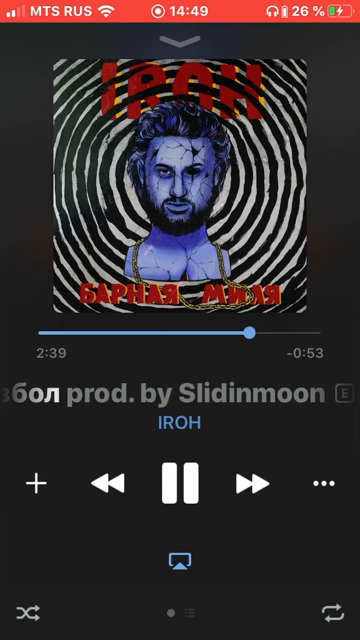 MTS RUS 14:49 26 %
IROH
БАРНАЯ МИЛЯ
2:39 -0:53
збол prod. by Slidinmoon E
IROH